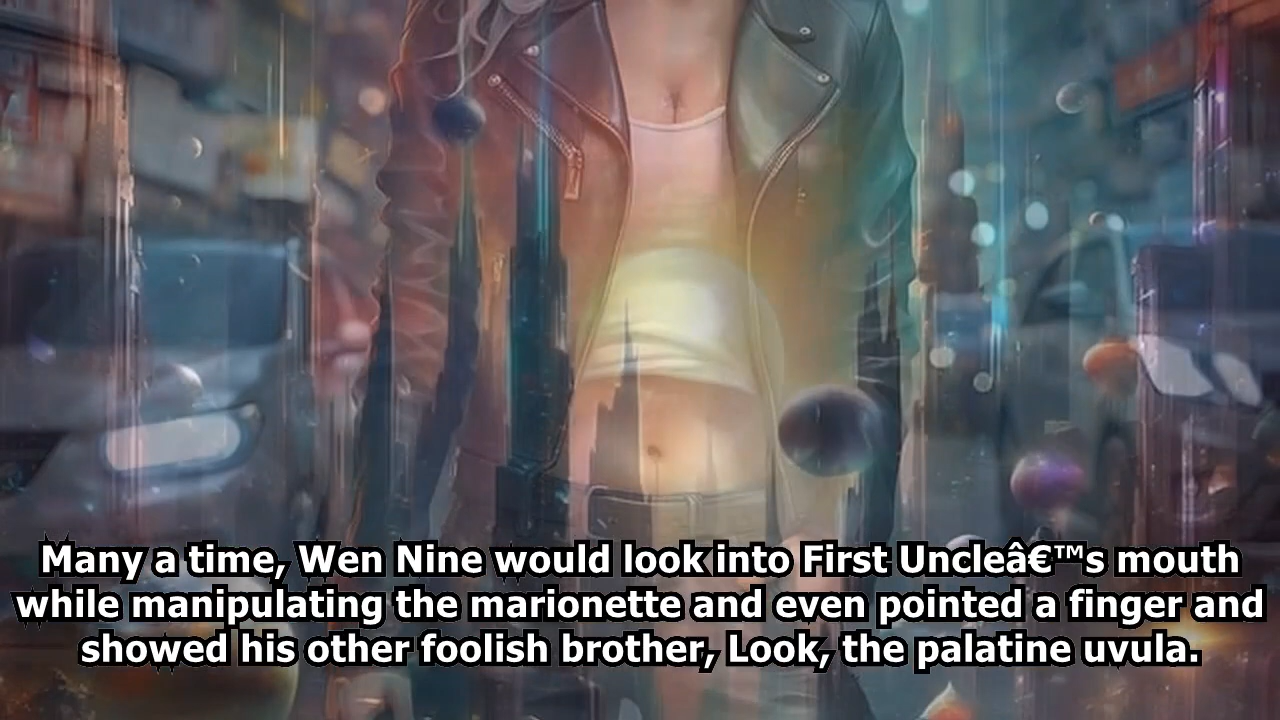 Many a time, Wen Nine would look into First Uncleâ€™s mouth
while manipulating the marionette and even pointed a finger and
showed his other foolish brother, Look, the palatine uvula.